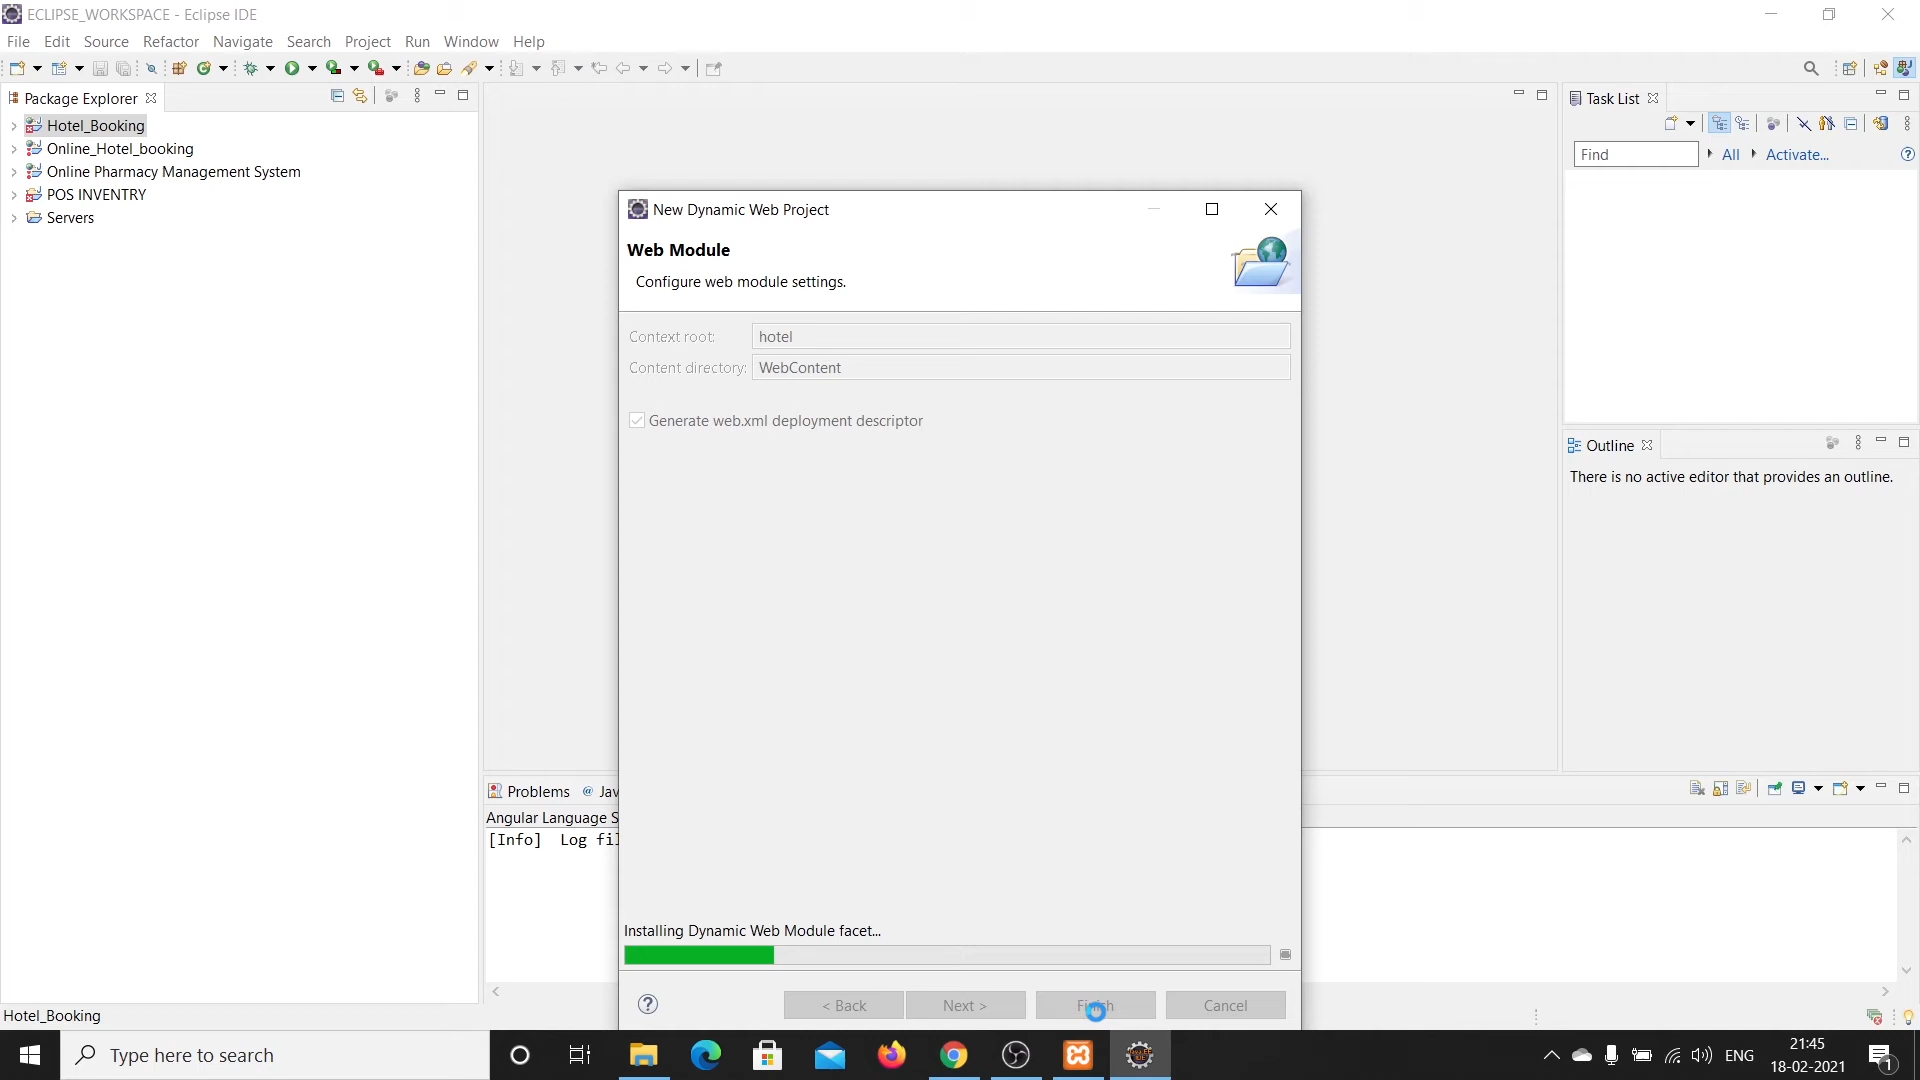 ECLIPSE_WORKSPACE - Eclipse IDE
File Edit Source Refactor Navigate Search Project Run Window Help
Package Explorer
Hotel_Booking
Online_Hotel_booking
Online Pharmacy Management System
POS INVENTRY
Servers
New Dynamic Web Project
Web Module
Configure web module settings.
Context root: hotel
Content directory: WebContent
Generate web.xml deployment descriptor
Installing Dynamic Web Module facet...
< Back Next > Finish Cancel
Task List
Find All Activate...
Outline
There is no active editor that provides an outline.
Problems @ Jav
Angular Language S
[Info] Log fil
Hotel_Booking
Type here to search
ENG
21:45
18-02-2021
1